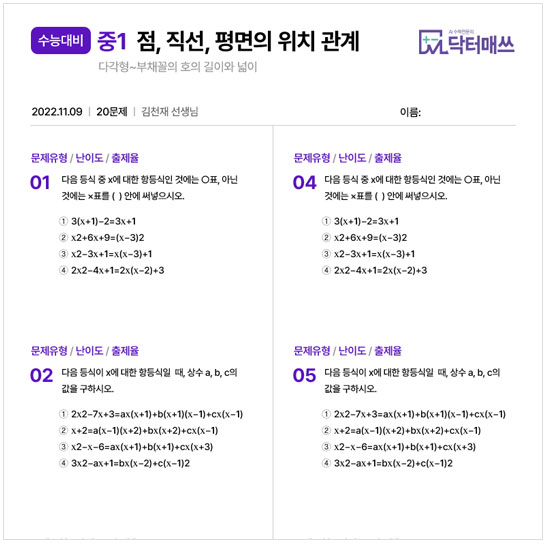 수능대비 중1 점, 직선, 평면의 위치 관계
다각형~부채꼴의 호의 길이와 넓이
AI 수학전문의
닥터매쓰
2022.11.09 | 20문제 | 김천재 선생님
이름:
문제유형 / 난이도 / 출제율
01 다음 등식 중 x에 대한 항등식인 것에는 ○표, 아닌
것에는 ×표를 ( ) 안에 써넣으시오.
① 3(x+1)−2=3x+1
② x2+6x+9=(x−3)2
③ x2−3x+1=x(x−3)+1
④ 2x2−4x+1=2x(x−2)+3
문제유형 / 난이도 / 출제율
02 다음 등식이 x에 대한 항등식일 때, 상수 a, b, c의
값을 구하시오.
① 2x2−7x+3=ax(x+1)+b(x+1)(x−1)+cx(x−1)
② x+2=a(x−1)(x+2)+bx(x+2)+cx(x−1)
③ x2−x−6=ax(x+1)+b(x+1)+cx(x+3)
④ 3x2−ax+1=bx(x−2)+c(x−1)2
문제유형 / 난이도 / 출제율
04 다음 등식 중 x에 대한 항등식인 것에는 ○표, 아닌
것에는 ×표를 ( ) 안에 써넣으시오.
① 3(x+1)−2=3x+1
② x2+6x+9=(x−3)2
③ x2−3x+1=x(x−3)+1
④ 2x2−4x+1=2x(x−2)+3
문제유형 / 난이도 / 출제율
05 다음 등식이 x에 대한 항등식일 때, 상수 a, b, c의
값을 구하시오.
① 2x2−7x+3=ax(x+1)+b(x+1)(x−1)+cx(x−1)
② x+2=a(x−1)(x+2)+bx(x+2)+cx(x−1)
③ x2−x−6=ax(x+1)+b(x+1)+cx(x+3)
④ 3x2−ax+1=bx(x−2)+c(x−1)2